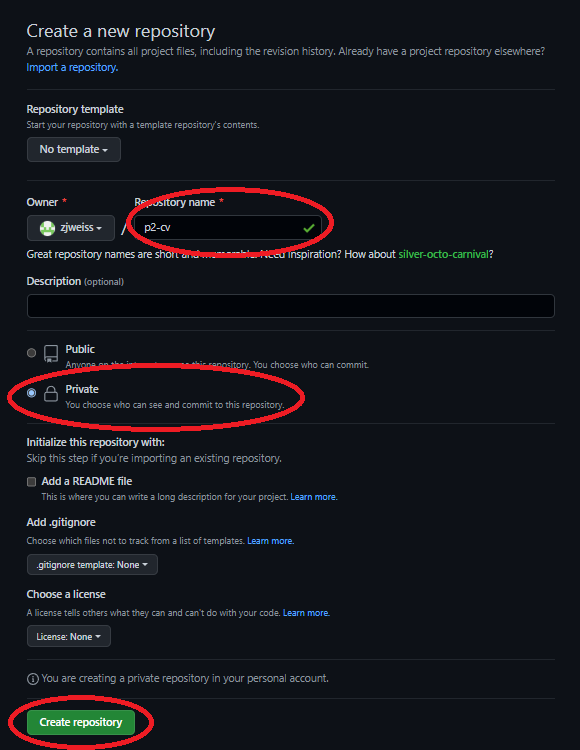 Create a new repository
A repository contains all project files, including the revision history. Already have a project repository elsewhere?
Import a repository.
Repository template
Start your repository with a template repository's contents.
No template
Owner * Repository name *
zjweiss / p2-cv
Great repository names are short and memorable. Need inspiration? How about silver-octo-carnival?
Description (optional)
Public
Anyone on the internet can see this repository. You choose who can commit.
Private
You choose who can see and commit to this repository.
Initialize this repository with:
Skip this step if you're importing an existing repository.
Add a README file
This is where you can write a long description for your project. Learn more.
Add .gitignore
Choose which files not to track from a list of templates. Learn more.
.gitignore template: None
Choose a license
A license tells others what they can and can't do with your code. Learn more.
License: None
You are creating a private repository in your personal account.
Create repository